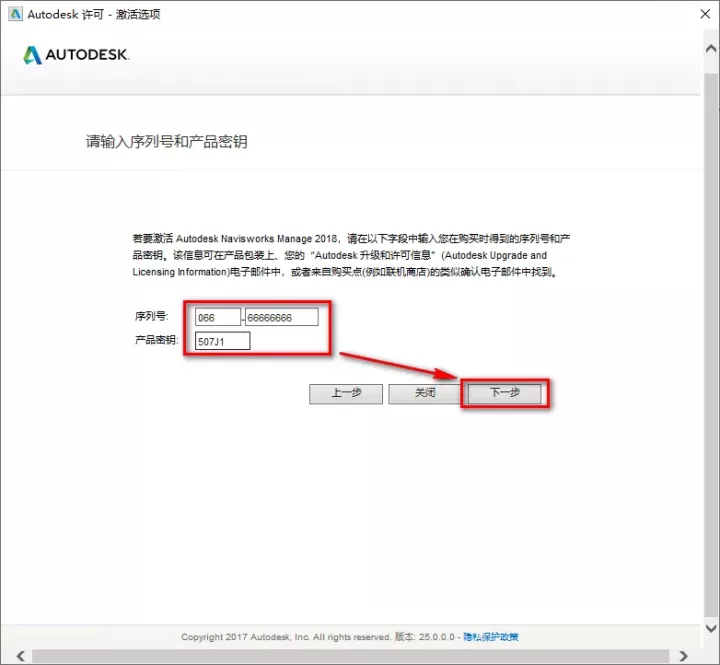 Autodesk 许可 - 激活选项
AUTODESK.
请输入序列号和产品密钥
若要激活 Autodesk Navisworks Manage 2018，请在以下字段中输入您在购买时得到的序列号和产
品密钥。该信息可在产品包装上、您的“Autodesk 升级和许可信息”(Autodesk Upgrade and
Licensing Information)电子邮件中，或者来自购买点(例如联机商店)的类似确认电子邮件中找到。
序列号: 066 - 66666666
产品密钥: 507J1
上一步 关闭 下一步
Copyright 2017 Autodesk, Inc. All rights reserved. 版本: 25.0.0.0 - 隐私保护政策